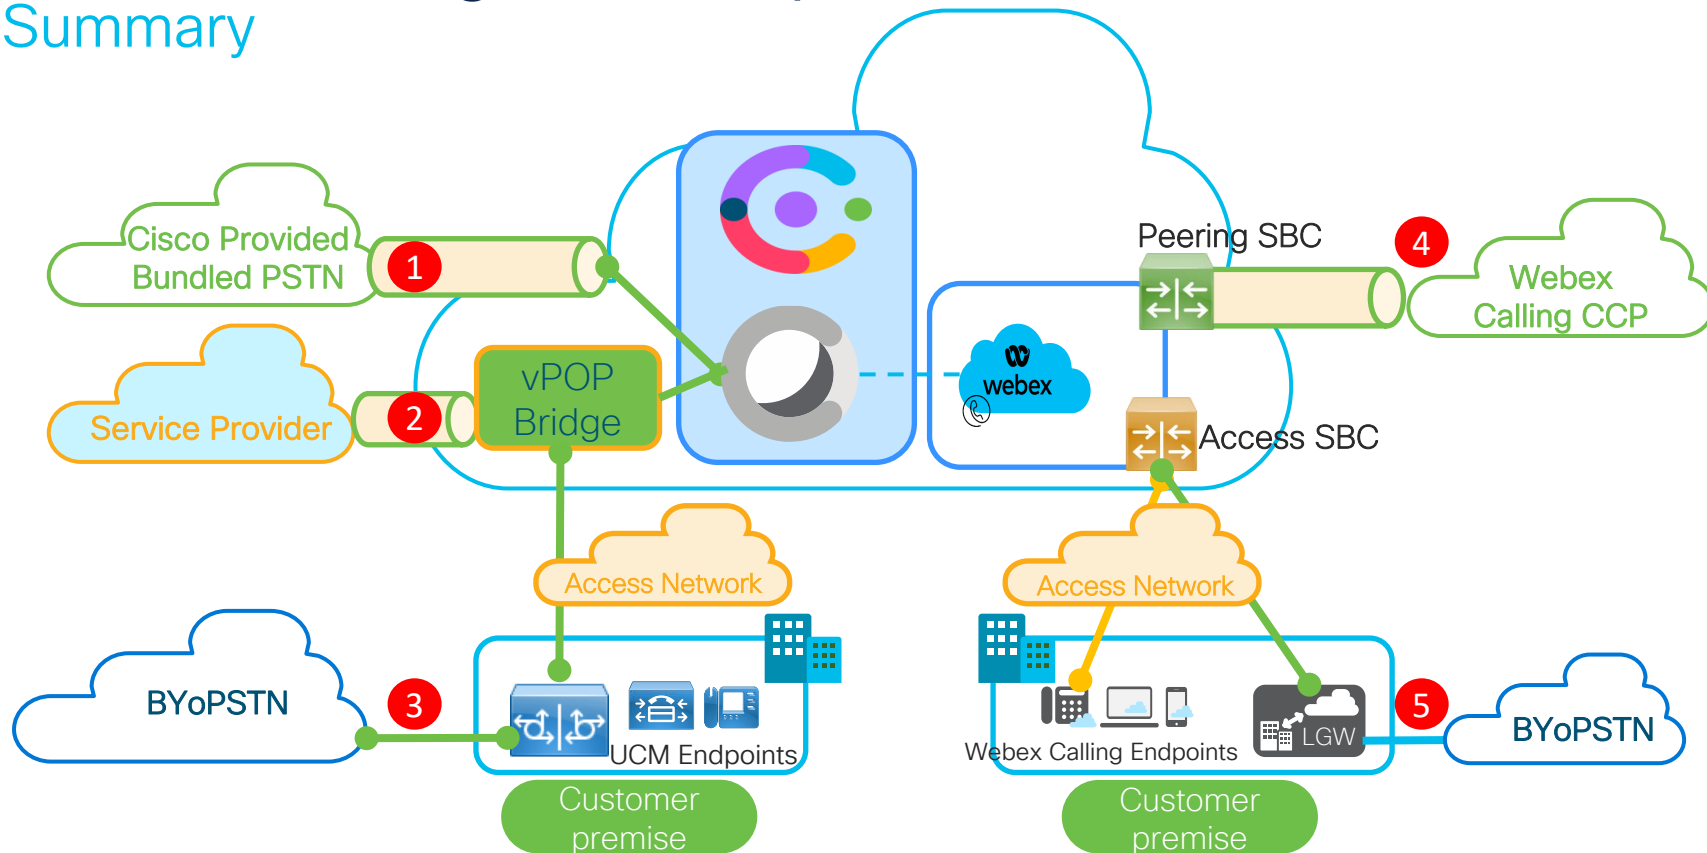 Summary
Cisco Provided
Bundled PSTN
1
Peering SBC
4
Webex
Calling CCP
Service Provider
2
vPOP
Bridge
webex
Access SBC
Access Network
Access Network
BYoPSTN
3
UCM Endpoints
Webex Calling Endpoints
LGW
5
BYoPSTN
Customer
premise
Customer
premise